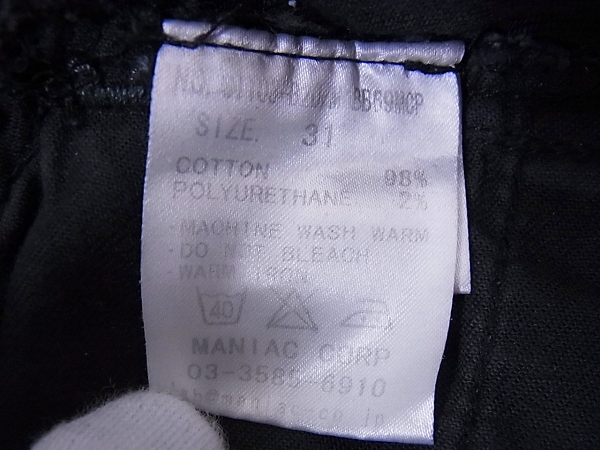 SIZE. 31
COTTON 98%
POLYURETHANE 2%
·MACHINE WASH WARM
·DO NOT BLEACH
·WARM IRON
40
MANIAC CORP
03-3585-6910